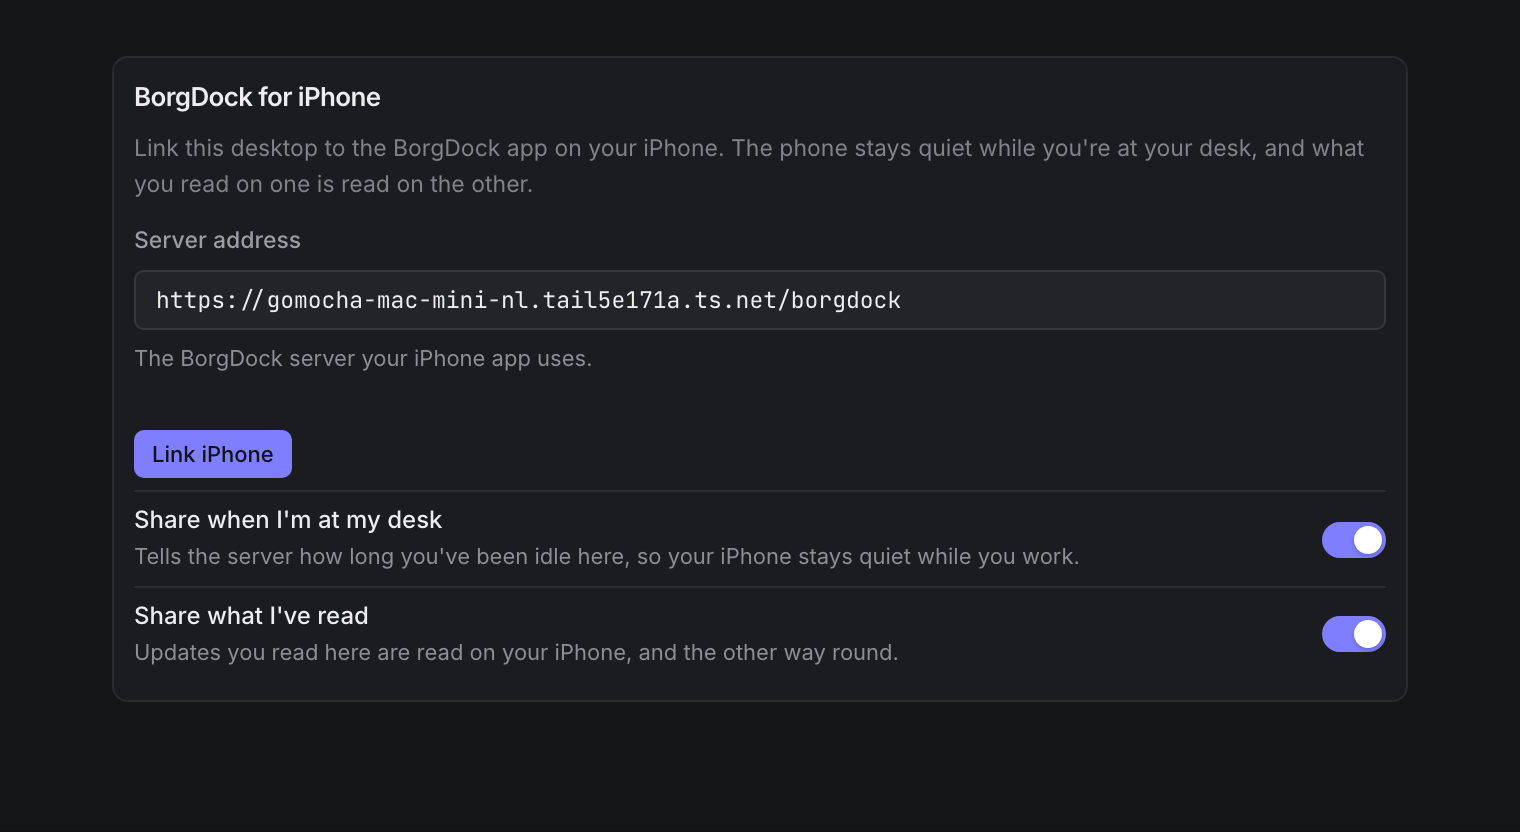 BorgDock for iPhone
Link this desktop to the BorgDock app on your iPhone. The phone stays quiet while you're at your desk, and what
you read on one is read on the other.
Server address
https://gomocha-mac-mini-nl.tail5e171a.ts.net/borgdock
The BorgDock server your iPhone app uses.
Link iPhone
Share when I'm at my desk
Tells the server how long you've been idle here, so your iPhone stays quiet while you work.
Share what I've read
Updates you read here are read on your iPhone, and the other way round.